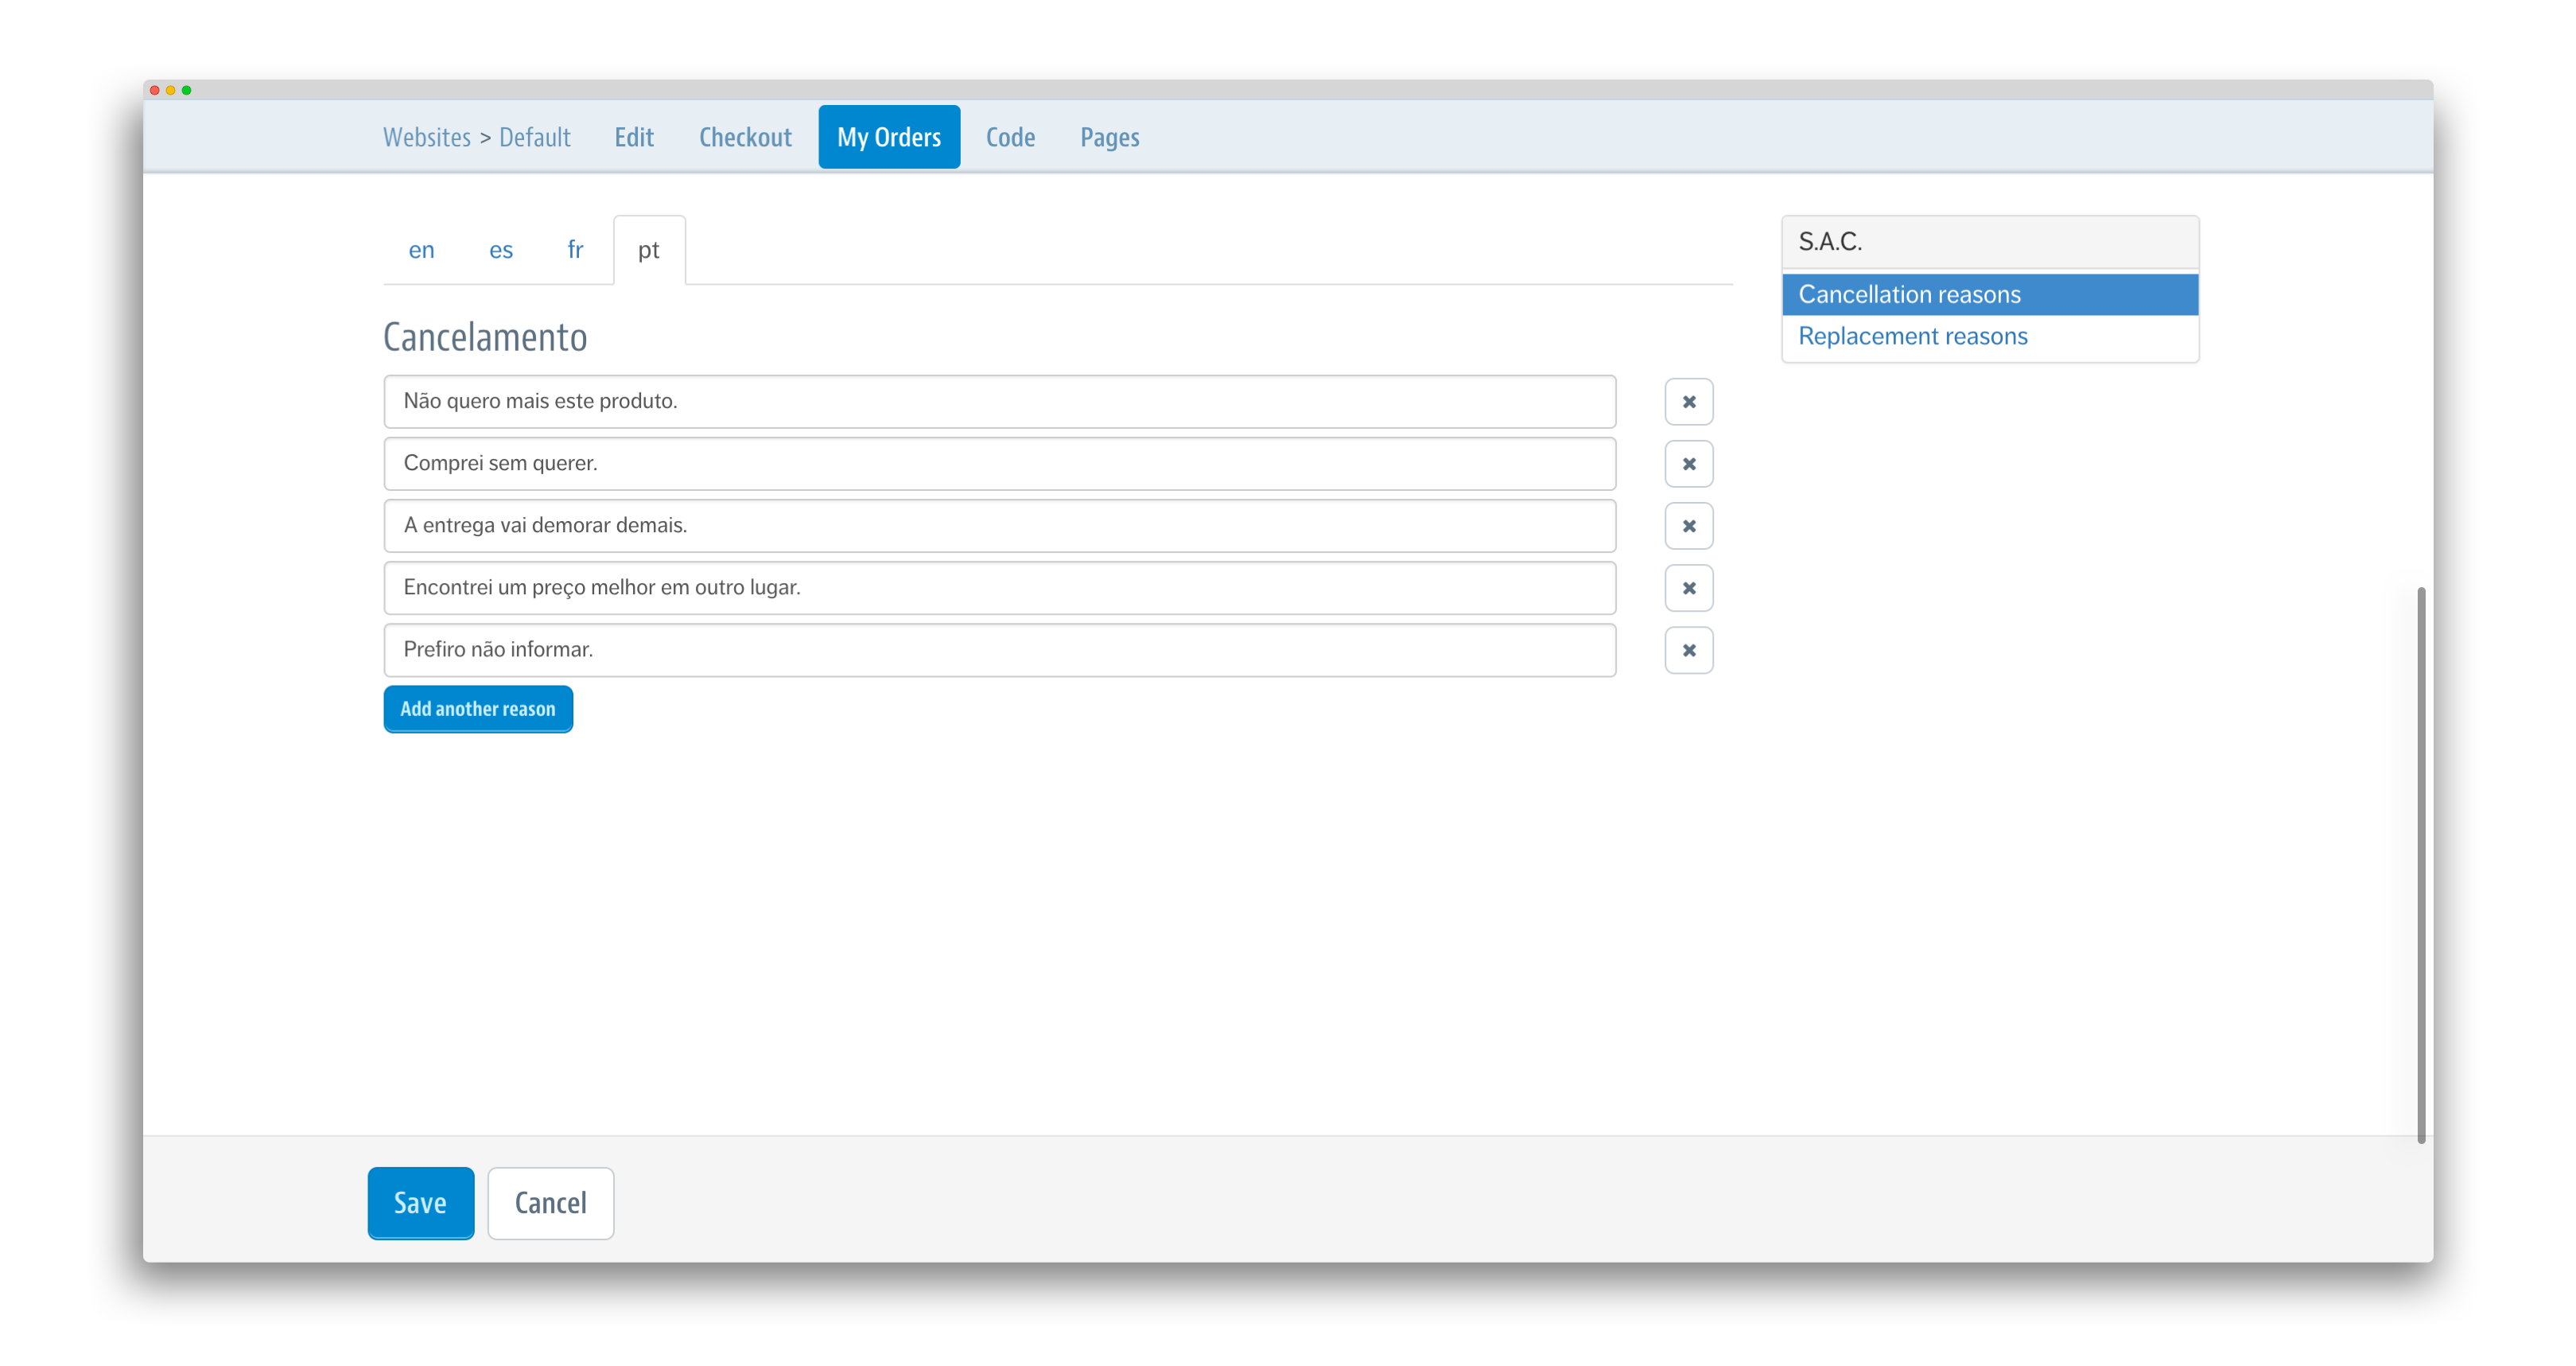 Websites > Default Edit Checkout My Orders Code Pages
en es fr pt
Cancelamento
Não quero mais este produto.
Comprei sem querer.
A entrega vai demorar demais.
Encontrei um preço melhor em outro lugar.
Prefiro não informar.
Add another reason
S.A.C.
Cancellation reasons
Replacement reasons
Save Cancel